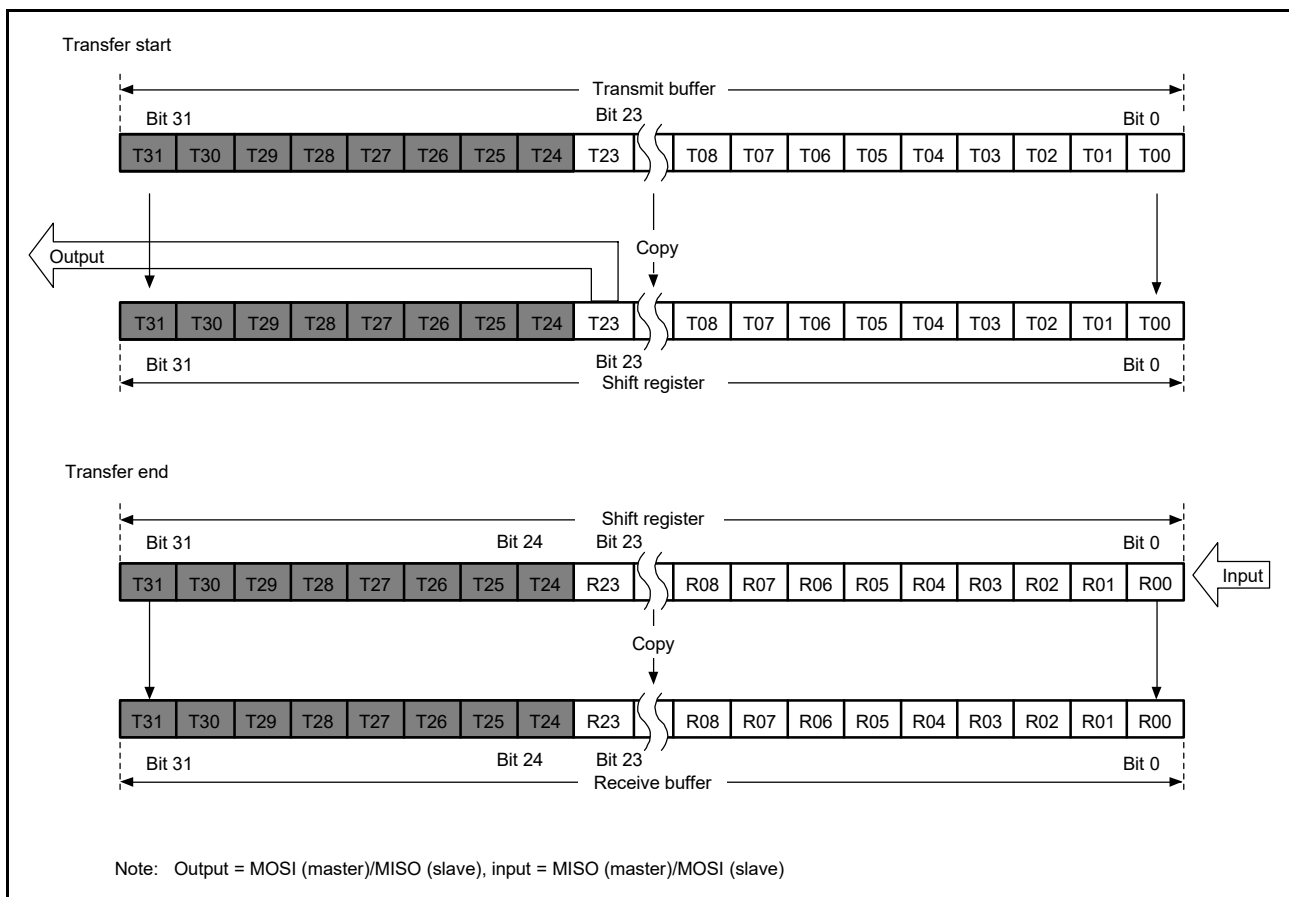 Transfer start
Transmit buffer
Bit 31 Bit 23 Bit 0
T31 T30 T29 T28 T27 T26 T25 T24 T23 T08 T07 T06 T05 T04 T03 T02 T01 T00
Copy
Output
T31 T30 T29 T28 T27 T26 T25 T24 T23 T08 T07 T06 T05 T04 T03 T02 T01 T00
Bit 31 Bit 23 Bit 0
Shift register
Transfer end
Shift register
Bit 31 Bit 24 Bit 23 Bit 0
T31 T30 T29 T28 T27 T26 T25 T24 R23 R08 R07 R06 R05 R04 R03 R02 R01 R00
Input
Copy
T31 T30 T29 T28 T27 T26 T25 T24 R23 R08 R07 R06 R05 R04 R03 R02 R01 R00
Bit 31 Bit 24 Bit 23 Bit 0
Receive buffer
Note: Output = MOSI (master)/MISO (slave), input = MISO (master)/MOSI (slave)